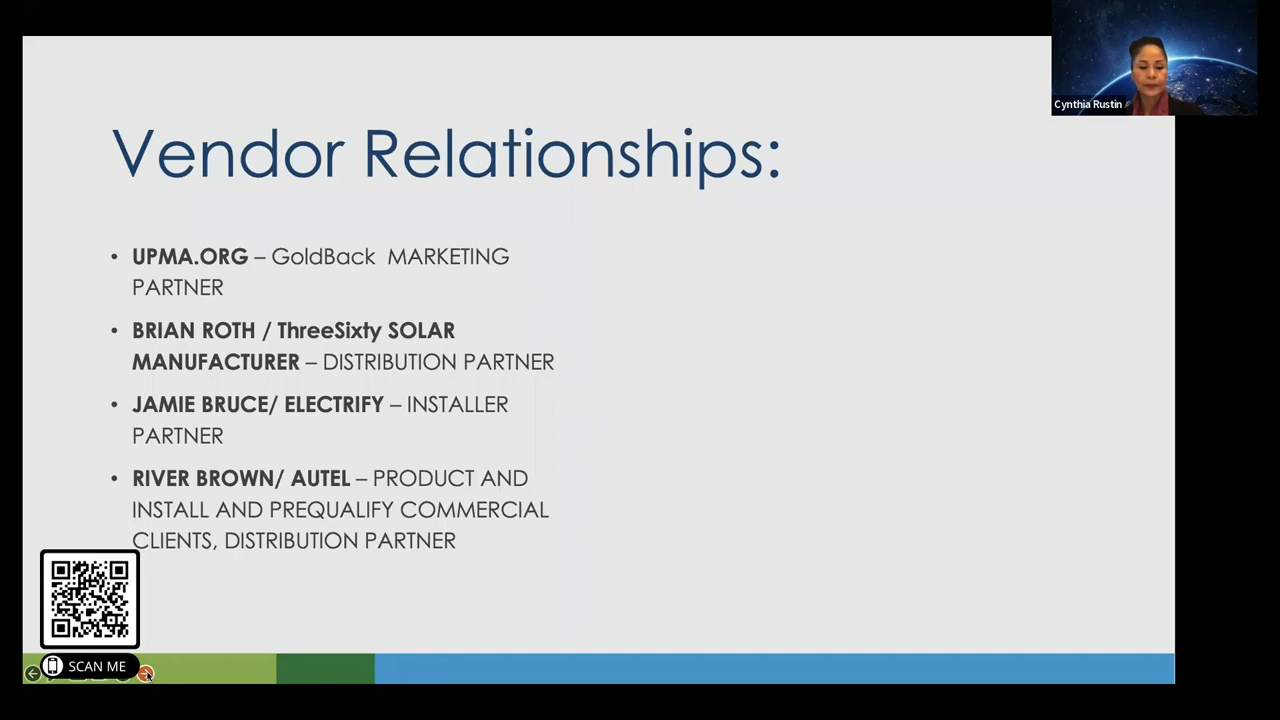 Cynthia Rustin
Vendor Relationships:
• UPMA.ORG – GoldBack MARKETING
PARTNER
• BRIAN ROTH / ThreeSixty SOLAR
MANUFACTURER – DISTRIBUTION PARTNER
• JAMIE BRUCE/ ELECTRIFY – INSTALLER
PARTNER
• RIVER BROWN/ AUTEL – PRODUCT AND
INSTALL AND PREQUALIFY COMMERCIAL
CLIENTS, DISTRIBUTION PARTNER
SCAN ME